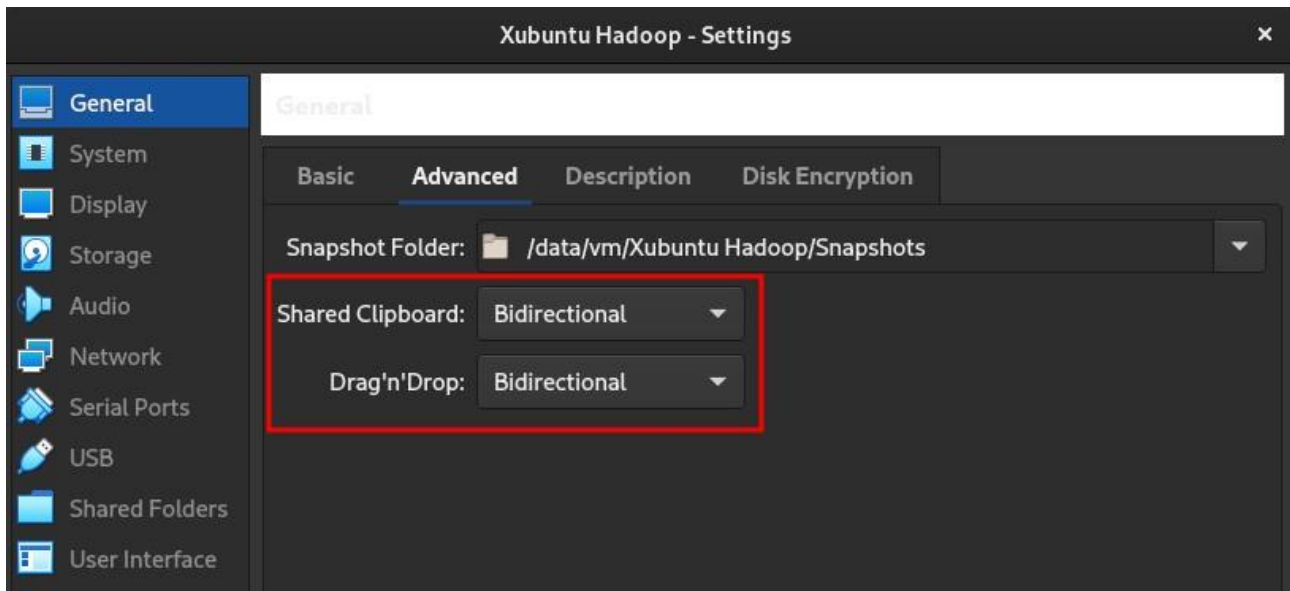 Xubuntu Hadoop - Settings ×
General
System
Display
Storage
Audio
Network
Serial Ports
USB
Shared Folders
User Interface
General
Basic Advanced Description Disk Encryption
Snapshot Folder: /data/vm/Xubuntu Hadoop/Snapshots
Shared Clipboard: Bidirectional
Drag'n'Drop: Bidirectional